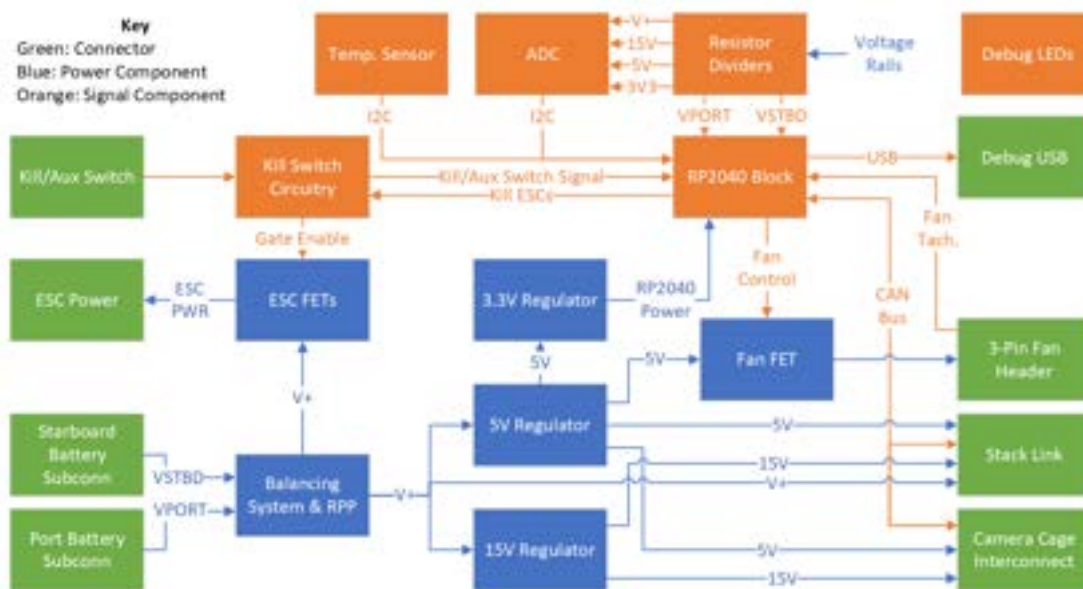 Key
Green: Connector
Blue: Power Component
Orange: Signal Component
Temp. Sensor
ADC
V+
15V
5V
3V3
Resistor
Dividers
Voltage
Rails
Debug LEDs
I2C
I2C
VPORT
VSTBD
Kill/Aux Switch
Kill Switch
Circuitry
Kill/Aux Switch Signal
Kill ESCs
RP2040 Block
USB
Debug USB
Gate Enable
Fan
Control
Fan
Tach.
ESC Power
ESC
PWR
ESC FETs
3.3V Regulator
RP2040
Power
CAN
Bus
5V
5V
Fan FET
3-Pin Fan
Header
V+
Starboard
Battery
Subconn
VSTBD
VPORT
Balancing
System & RPP
V+
5V Regulator
5V
15V
V+
Stack Link
Port Battery
Subconn
15V Regulator
5V
15V
Camera Cage
Interconnect